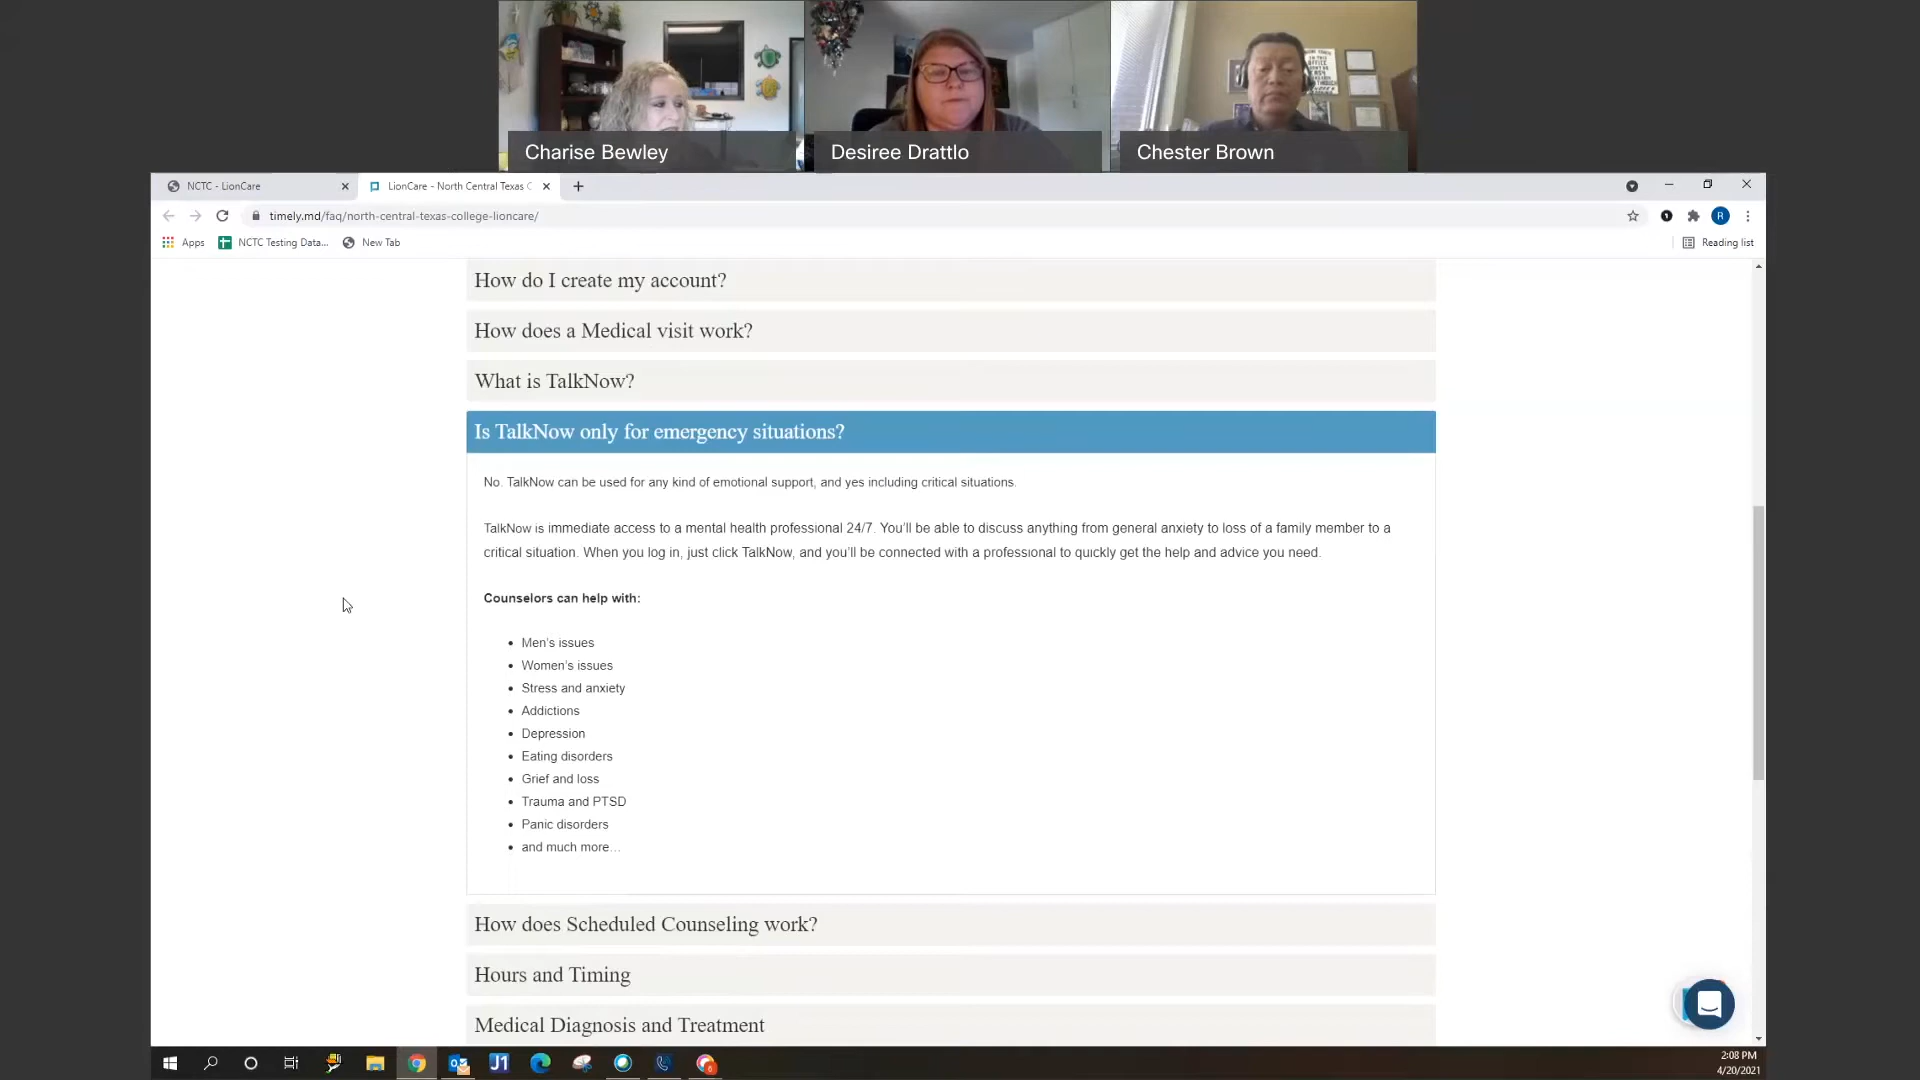 Charise Bewley
Desiree Drattlo
Chester Brown
NCTC - LionCare
LionCare - North Central Texas C
timely.md/faq/north-central-texas-college-lioncare/
R
Apps
NCTC Testing Data...
New Tab
Reading list
How do I create my account?
How does a Medical visit work?
What is TalkNow?
Is TalkNow only for emergency situations?
No. TalkNow can be used for any kind of emotional support, and yes including critical situations.
TalkNow is immediate access to a mental health professional 24/7. You'll be able to discuss anything from general anxiety to loss of a family member to a
critical situation. When you log in, just click TalkNow, and you'll be connected with a professional to quickly get the help and advice you need.
Counselors can help with:
• Men's issues
• Women's issues
• Stress and anxiety
• Addictions
• Depression
• Eating disorders
• Grief and loss
• Trauma and PTSD
• Panic disorders
• and much more...
How does Scheduled Counseling work?
Hours and Timing
Medical Diagnosis and Treatment
J1
2:08 PM
4/20/2021